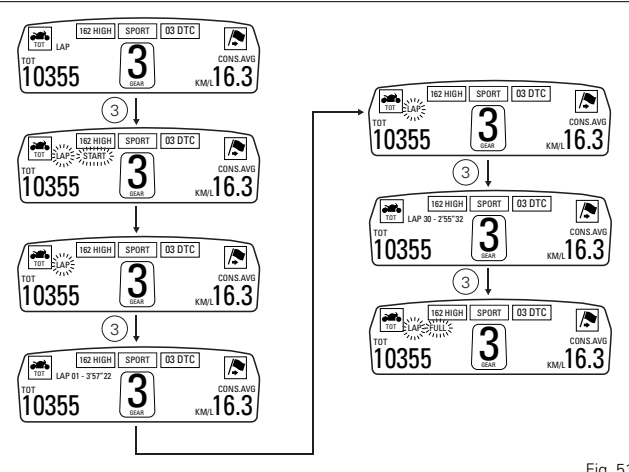 162 HIGH SPORT 03 DTC
TOT LAP
TOT CONS.AVG
10355 3 KM/L 16.3
GEAR
3
162 HIGH SPORT 03 DTC
TOT LAP START
TOT CONS.AVG
10355 3 KM/L 16.3
GEAR
162 HIGH SPORT 03 DTC
TOT LAP
TOT CONS.AVG
10355 3 KM/L 16.3
GEAR
3
162 HIGH SPORT 03 DTC
TOT LAP 01 - 3'57"22
TOT CONS.AVG
10355 3 KM/L 16.3
GEAR
162 HIGH SPORT 03 DTC
TOT LAP
TOT CONS.AVG
10355 3 KM/L 16.3
GEAR
3
162 HIGH SPORT 03 DTC
TOT LAP 30 - 2'55"32
TOT CONS.AVG
10355 3 KM/L 16.3
GEAR
3
162 HIGH SPORT 03 DTC
TOT LAP FULL
TOT CONS.AVG
10355 3 KM/L 16.3
GEAR
Fig. 51